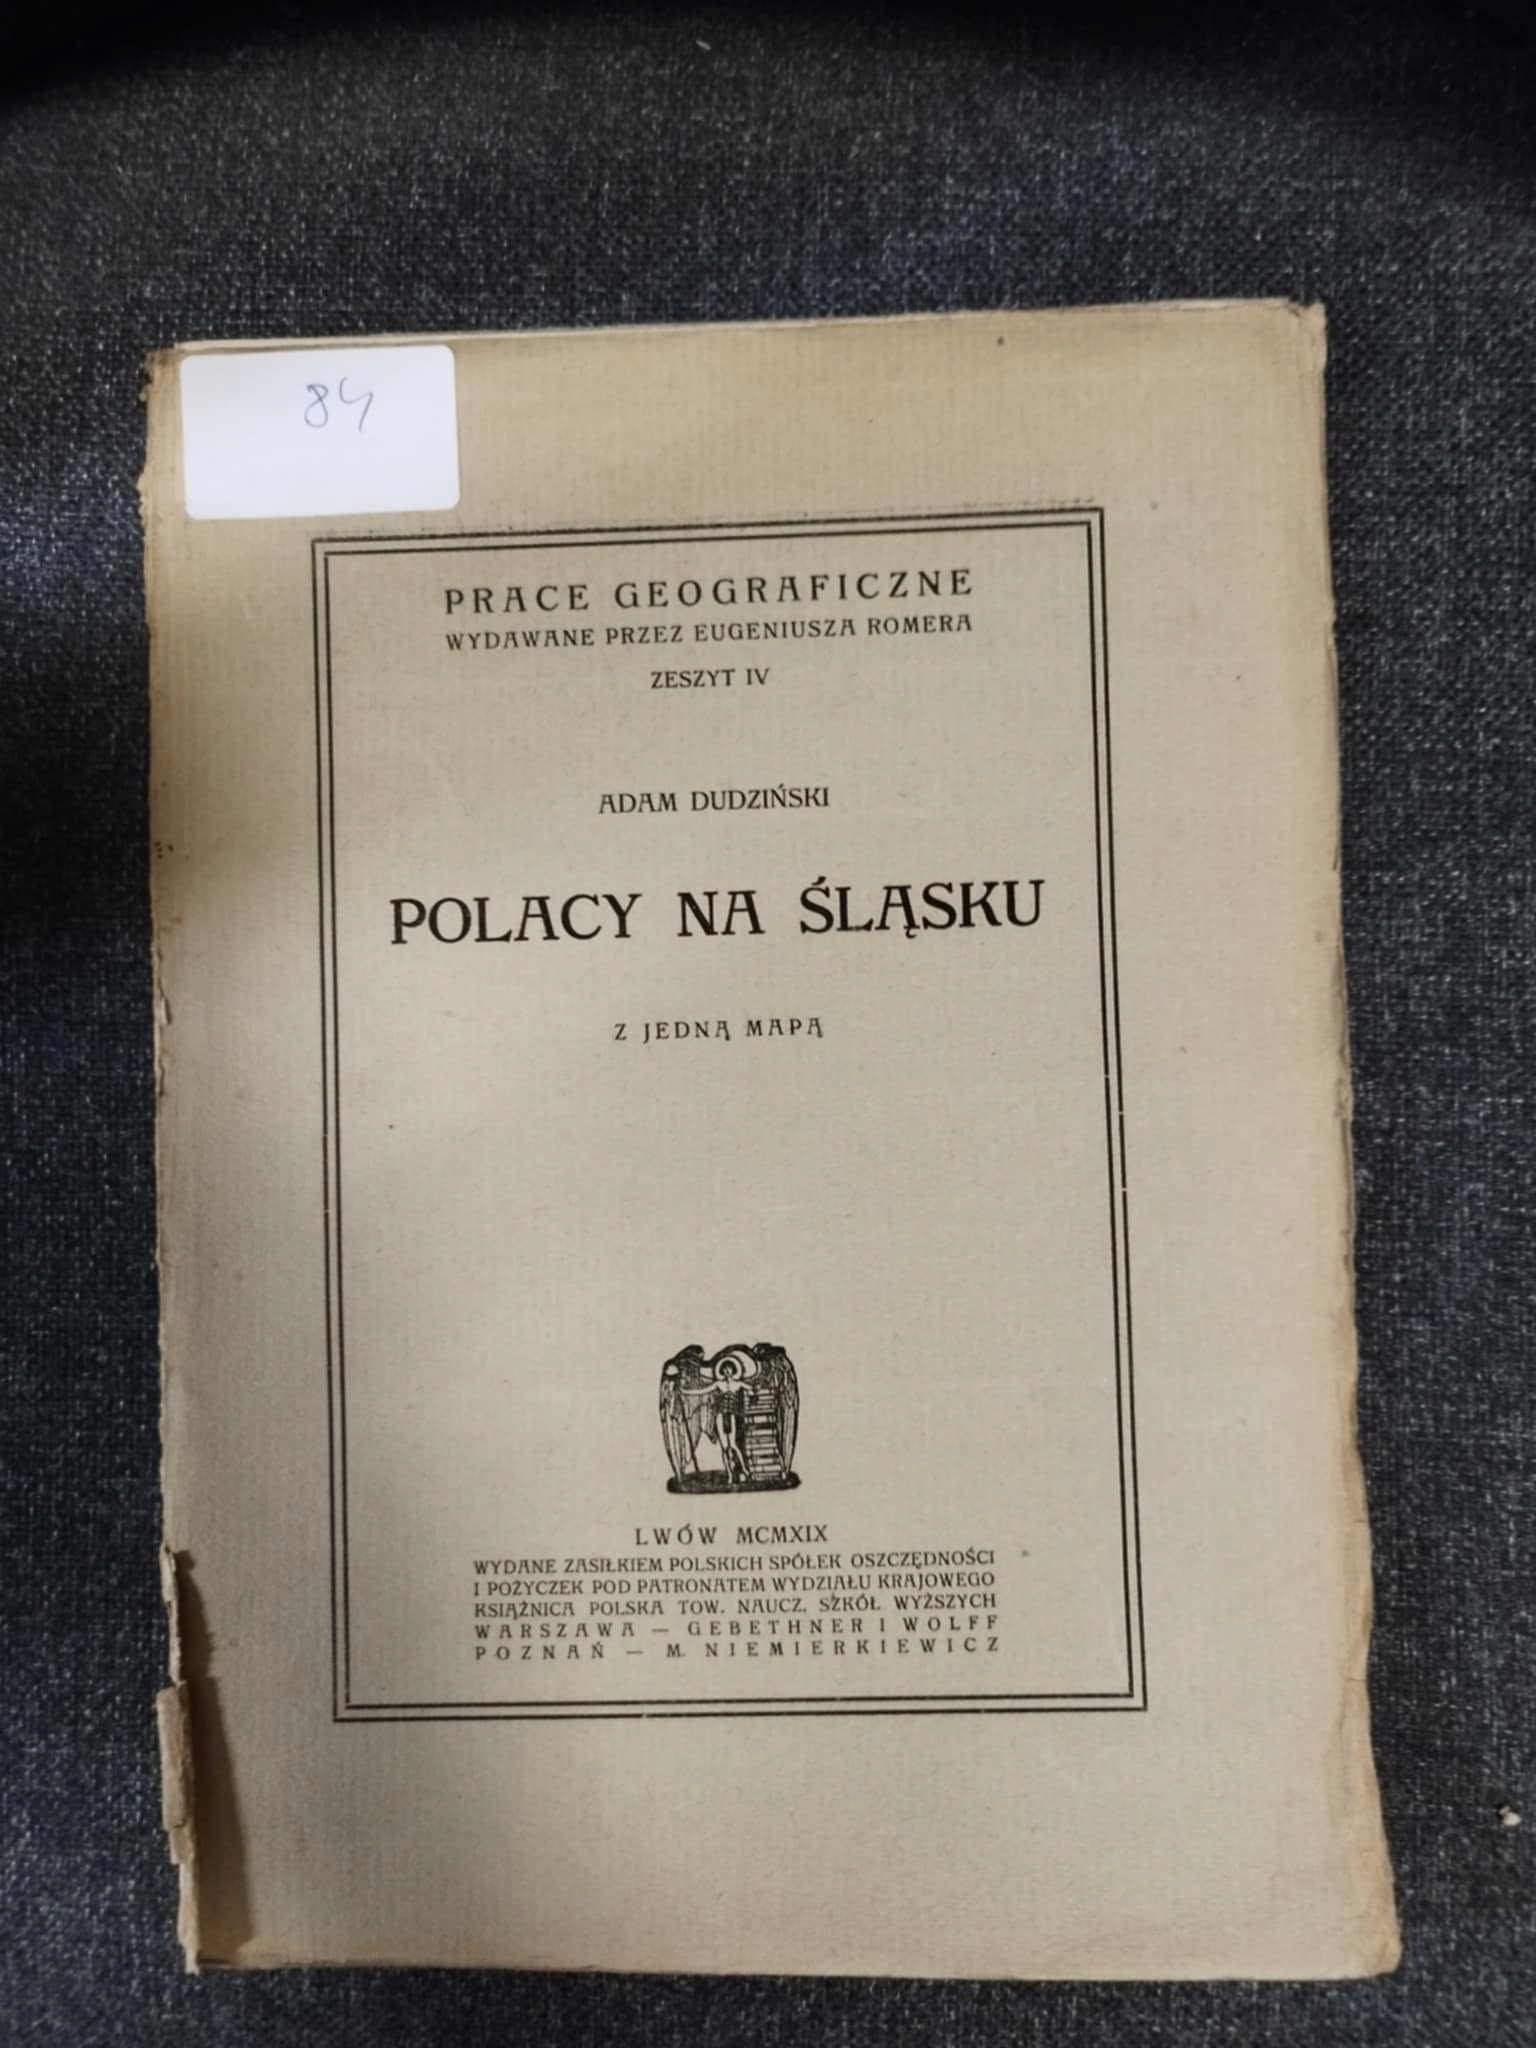 84
PRACE GEOGRAFICZNE
WYDAWANE PRZEZ EUGENIUSZA ROMERA
ZESZYT IV
ADAM DUDZIŃSKI
POLACY NA ŚLĄSKU
Z JEDNĄ MAPĄ
LWÓW MCMXIX
WYDANE ZASIŁKIEM POLSKICH SPÓŁEK OSZCZĘDNOŚCI
I POŻYCZEK POD PATRONATEM WYDZIAŁU KRAJOWEGO
KSIĄŻNICA POLSKA TOW. NAUCZ. SZKÓŁ WYŻSZYCH
WARSZAWA — GEBETHNER I WOLFF
POZNAŃ — M. NIEMIERKIEWICZ